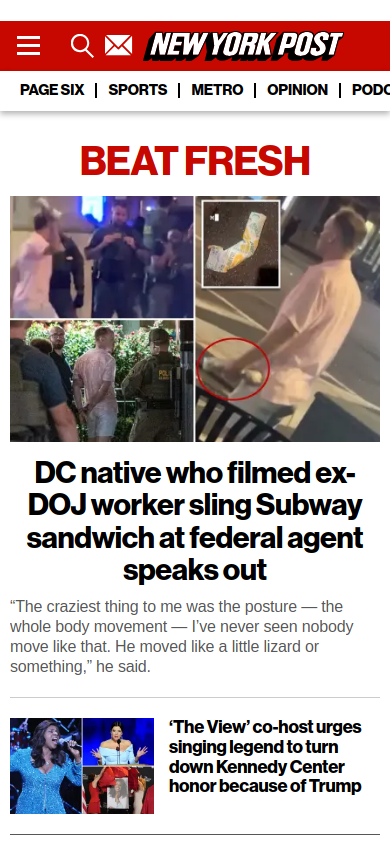 NEW YORK POST
PAGE SIX | SPORTS | METRO | OPINION | PODC
BEAT FRESH
DC native who filmed ex-
DOJ worker sling Subway
sandwich at federal agent
speaks out
“The craziest thing to me was the posture — the
whole body movement — I’ve never seen nobody
move like that. He moved like a little lizard or
something,” he said.
‘The View’ co-host urges
singing legend to turn
down Kennedy Center
honor because of Trump